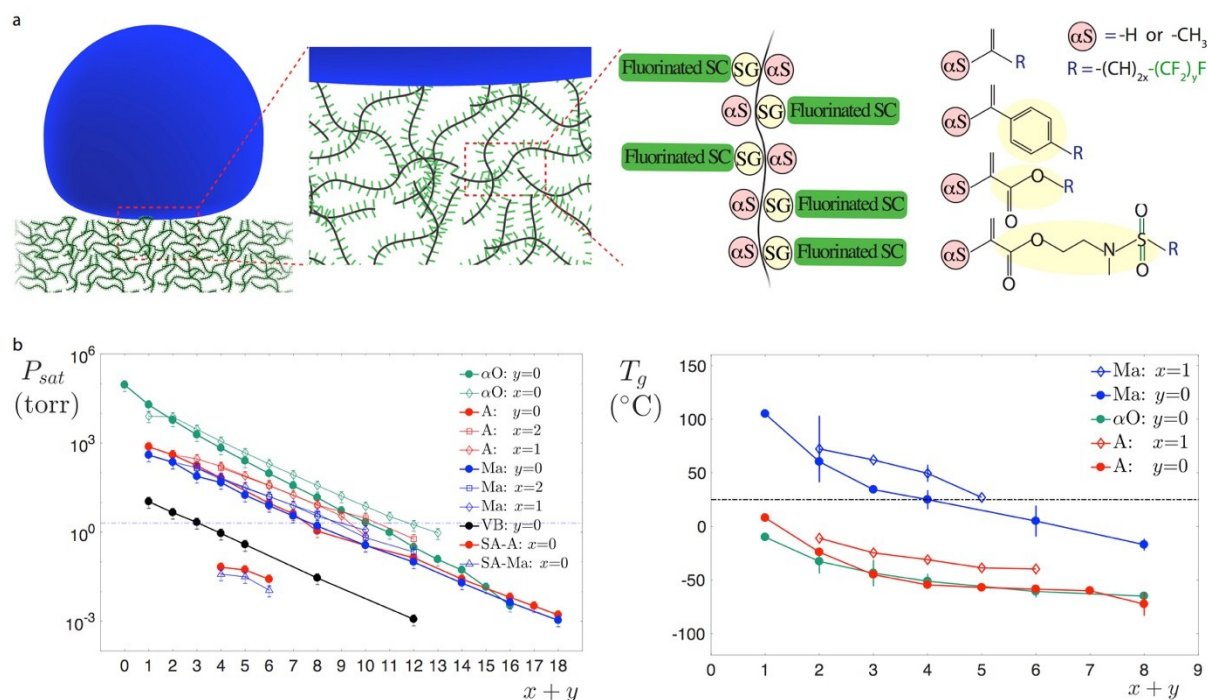 a
Fluorinated SC SG αS
αS SG Fluorinated SC
Fluorinated SC SG αS
αS SG Fluorinated SC
αS SG Fluorinated SC
αS =-H or -CH3
R =-(CH)2x-(CF2)yF
αS R
αS R
αS O R
O
αS O N S R
O O O
b
Psat
(torr)
10^6
10^3
10^0
10^-3
0 1 2 3 4 5 6 7 8 9 10 11 12 13 14 15 16 17 18
x + y
αO: y=0
αO: x=0
A: y=0
A: x=2
A: x=1
Ma: y=0
Ma: x=2
Ma: x=1
VB: y=0
SA-A: x=0
SA-Ma: x=0
Tg
(°C)
150
100
50
0
-50
-100
0 1 2 3 4 5 6 7 8 9
x + y
Ma: x=1
Ma: y=0
αO: y=0
A: x=1
A: y=0